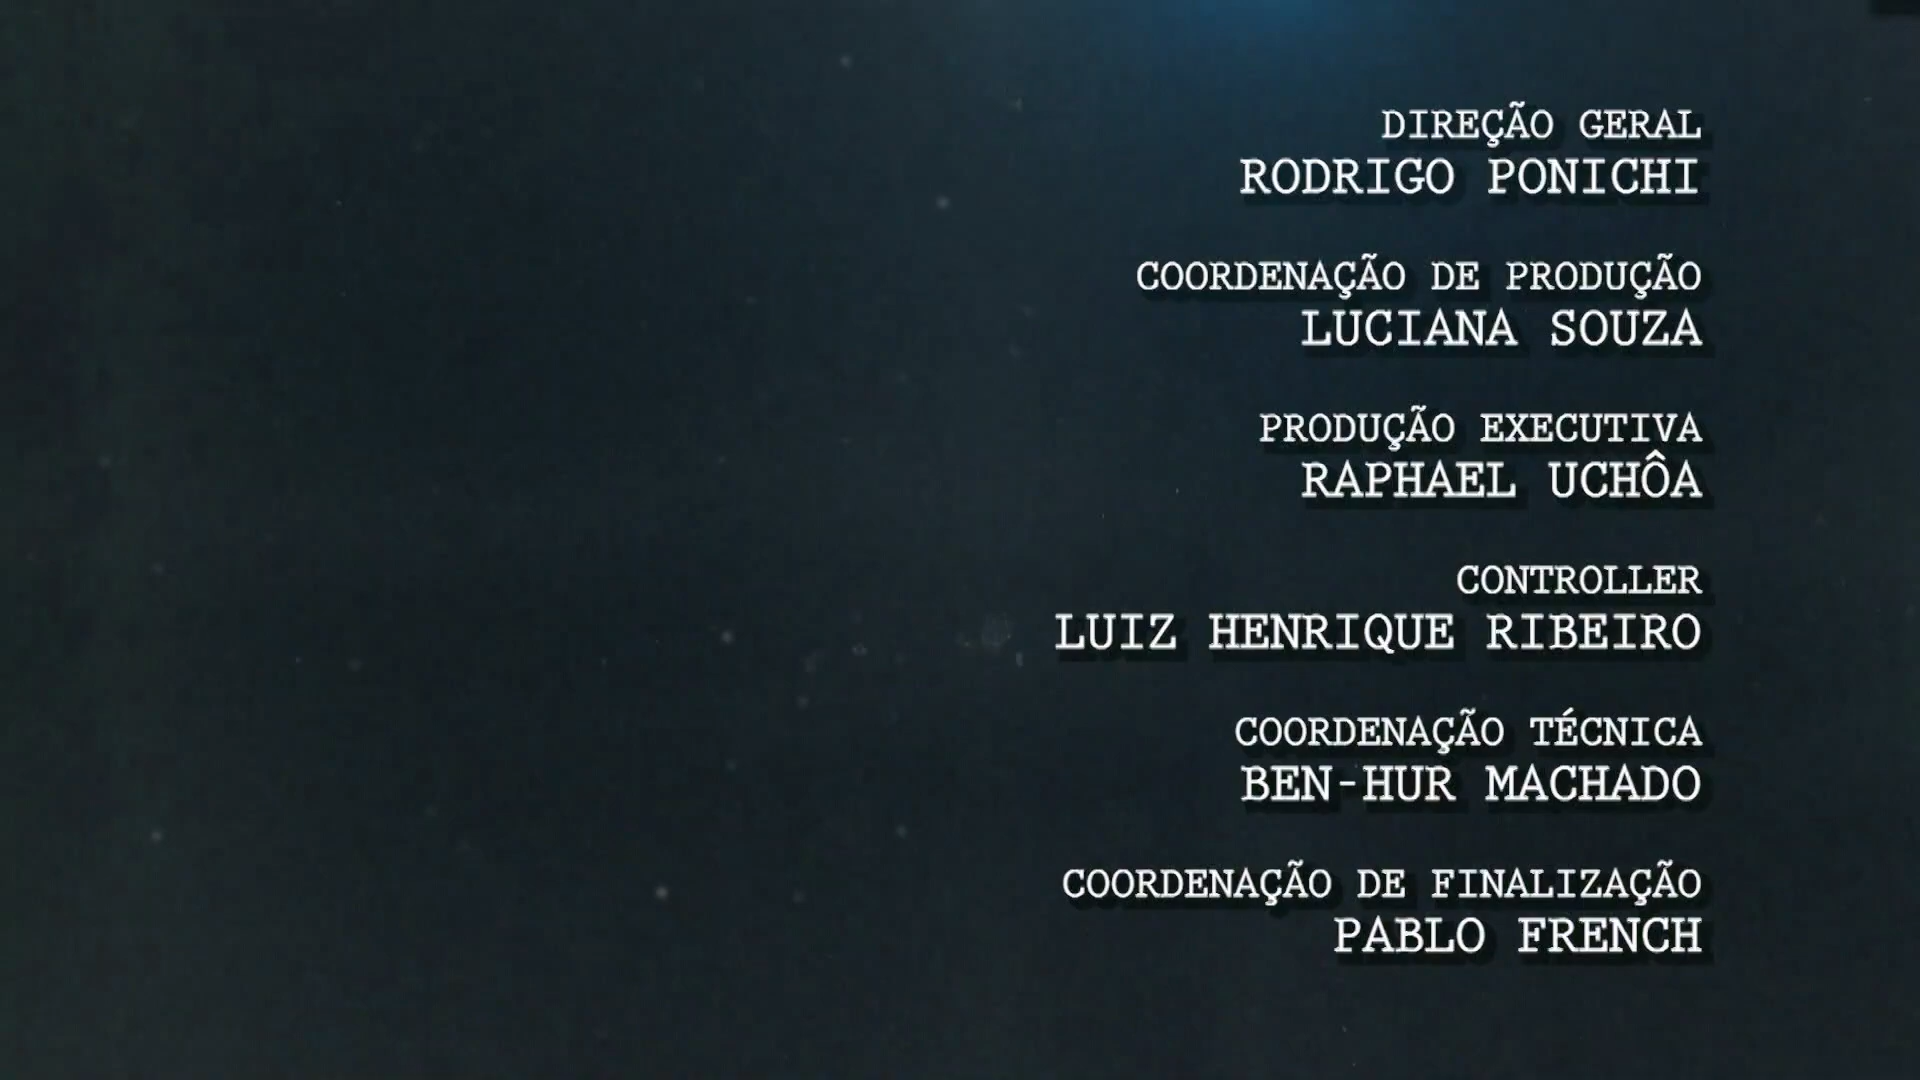 DIREÇÃO GERAL
RODRIGO PONICHI
COORDENAÇÃO DE PRODUÇÃO
LUCIANA SOUZA
PRODUÇÃO EXECUTIVA
RAPHAEL UCHÔA
CONTROLLER
LUIZ HENRIQUE RIBEIRO
COORDENAÇÃO TÉCNICA
BEN-HUR MACHADO
COORDENAÇÃO DE FINALIZAÇÃO
PABLO FRENCH